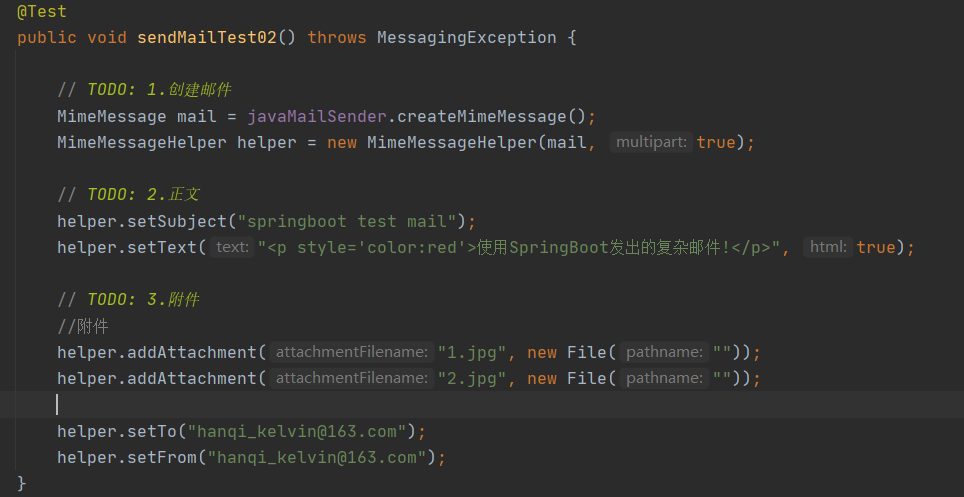 @Test
public void sendMailTest02() throws MessagingException {
// TODO: 1.创建邮件
MimeMessage mail = javaMailSender.createMimeMessage();
MimeMessageHelper helper = new MimeMessageHelper(mail, multipart: true);
// TODO: 2.正文
helper.setSubject("springboot test mail");
helper.setText( text: "<p style='color:red'>使用SpringBoot发出的复杂邮件!</p>", html: true);
// TODO: 3.附件
//附件
helper.addAttachment( attachmentFilename: "1.jpg", new File( pathname: ""));
helper.addAttachment( attachmentFilename: "2.jpg", new File( pathname: ""));
helper.setTo("hanqi_kelvin@163.com");
helper.setFrom("hanqi_kelvin@163.com");
}